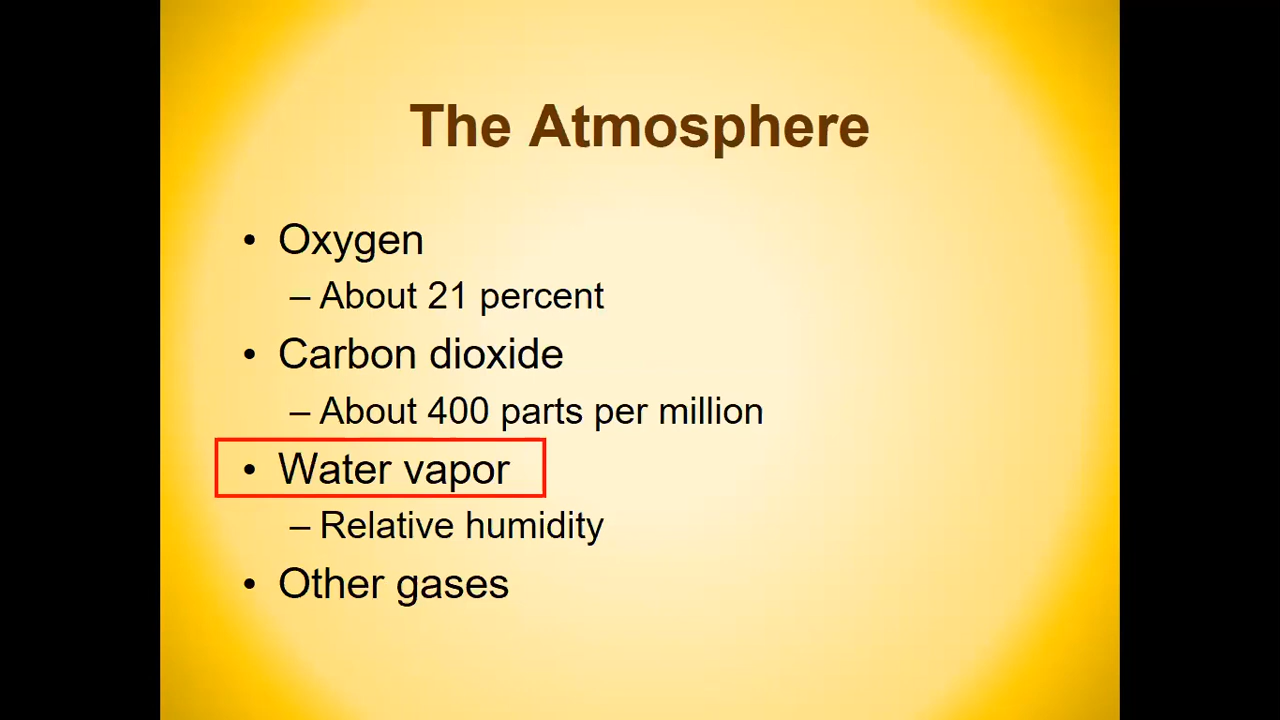 The Atmosphere
• Oxygen
– About 21 percent
• Carbon dioxide
– About 400 parts per million
• Water vapor
– Relative humidity
• Other gases